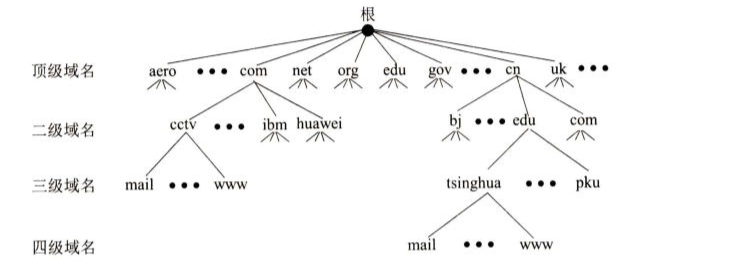 根
顶级域名 aero ••• com net org edu gov ••• cn uk •••
二级域名 cctv ••• ibm huawei bj ••• edu com
三级域名 mail ••• www tsinghua ••• pku
四级域名 mail ••• www